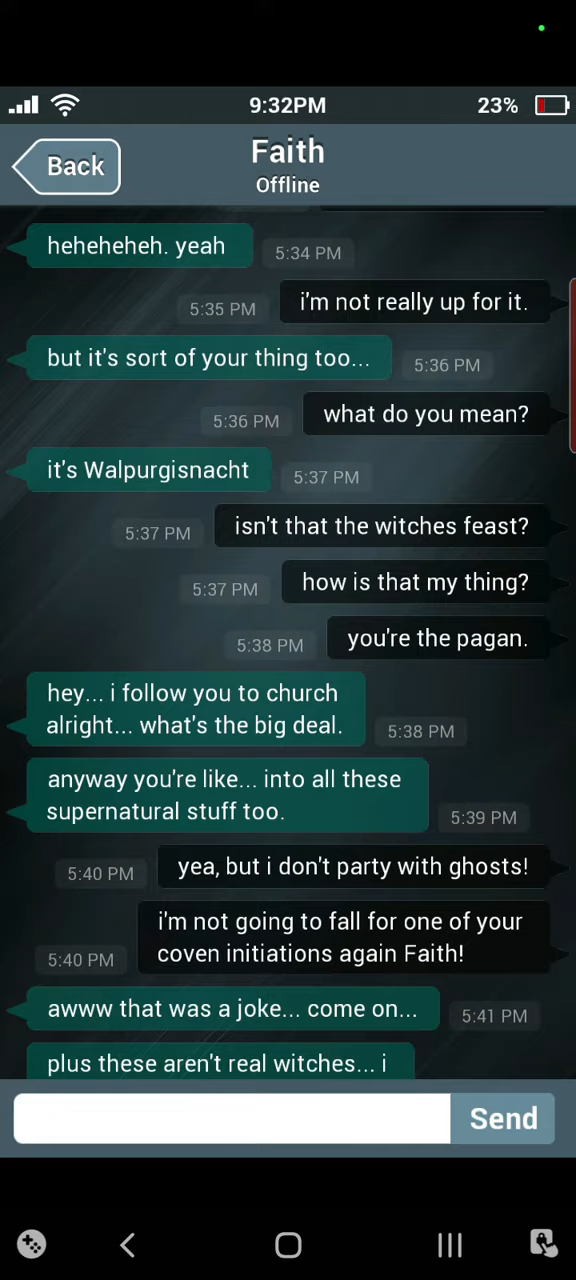 9:32PM
23%
Back
Faith
Offline
heheheheh. yeah
5:34 PM
i'm not really up for it.
5:35 PM
but it's sort of your thing too...
5:36 PM
what do you mean?
5:36 PM
it's Walpurgisnacht
5:37 PM
isn't that the witches feast?
5:37 PM
how is that my thing?
5:37 PM
you're the pagan.
5:38 PM
hey... i follow you to church
alright... what's the big deal.
5:38 PM
anyway you're like... into all these
supernatural stuff too.
5:39 PM
yea, but i don't party with ghosts!
5:40 PM
i'm not going to fall for one of your
coven initiations again Faith!
5:40 PM
awww that was a joke... come on...
5:41 PM
plus these aren't real witches... i
Send